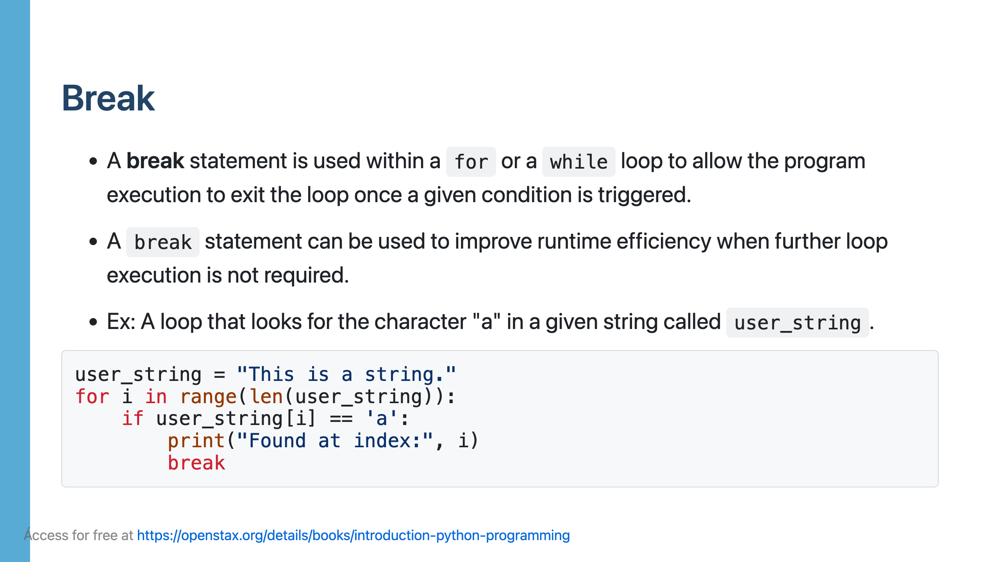 Break
• A break statement is used within a for or a while loop to allow the program
execution to exit the loop once a given condition is triggered.
• A break statement can be used to improve runtime efficiency when further loop
execution is not required.
• Ex: A loop that looks for the character "a" in a given string called user_string.
user_string = "This is a string."
for i in range(len(user_string)):
    if user_string[i] == 'a':
        print("Found at index:", i)
        break
Áccess for free at https://openstax.org/details/books/introduction-python-programming